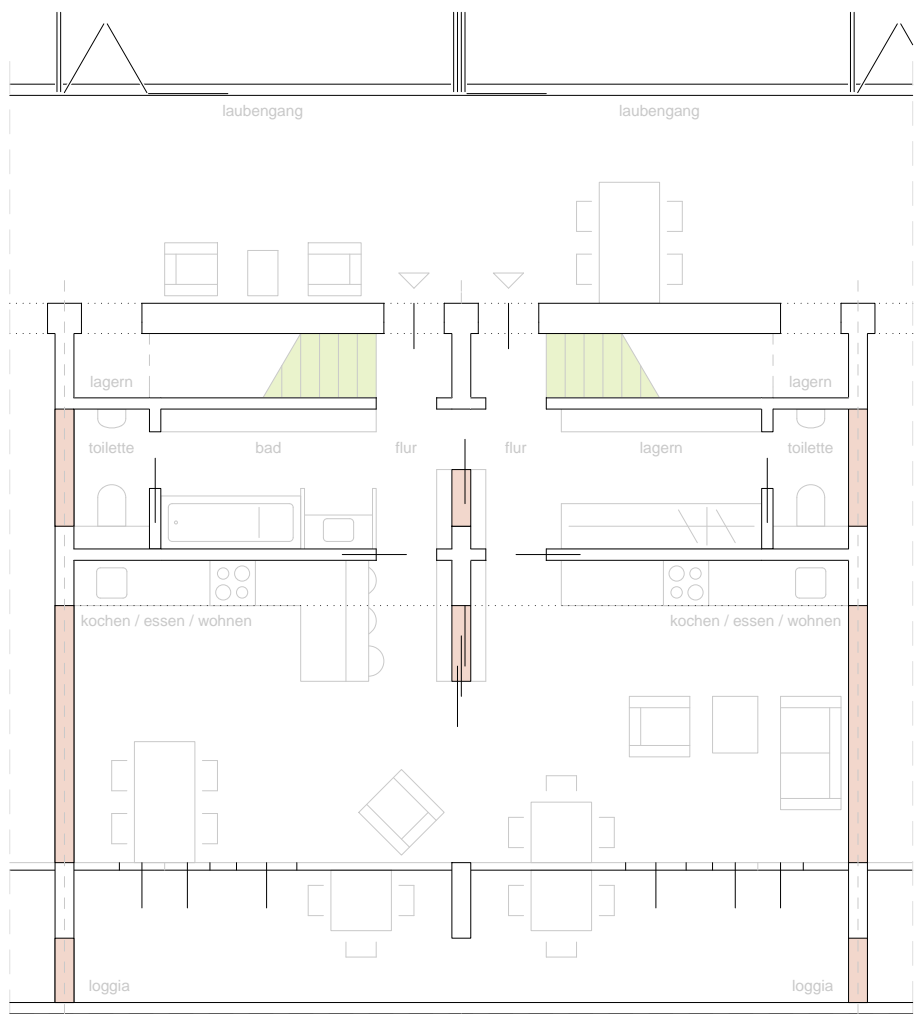 laubengang laubengang
lagern lagern
toilette bad flur flur lagern toilette
kochen / essen / wohnen kochen / essen / wohnen
loggia loggia